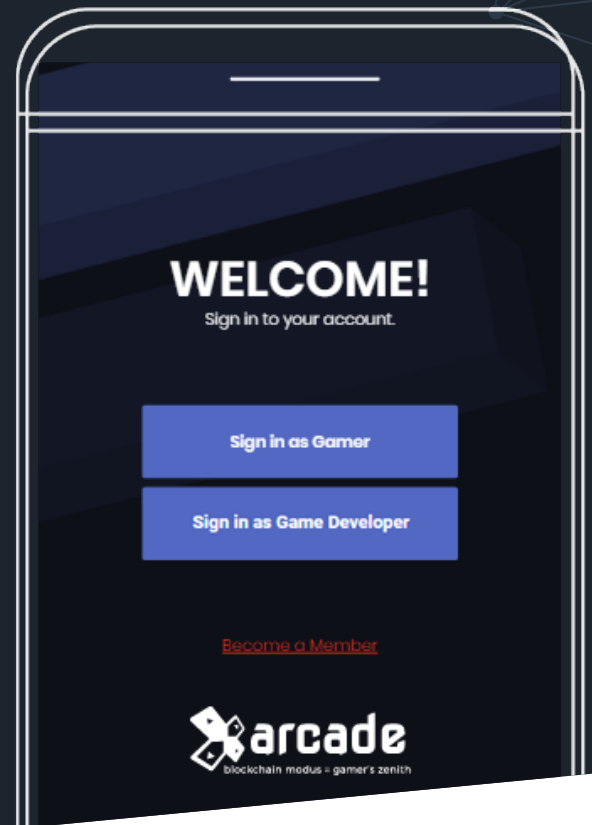 WELCOME!
Sign in to your account.
Sign in as Gamer
Sign in as Game Developer
Become a Member
arcade
blockchain modus = gamer's zenith